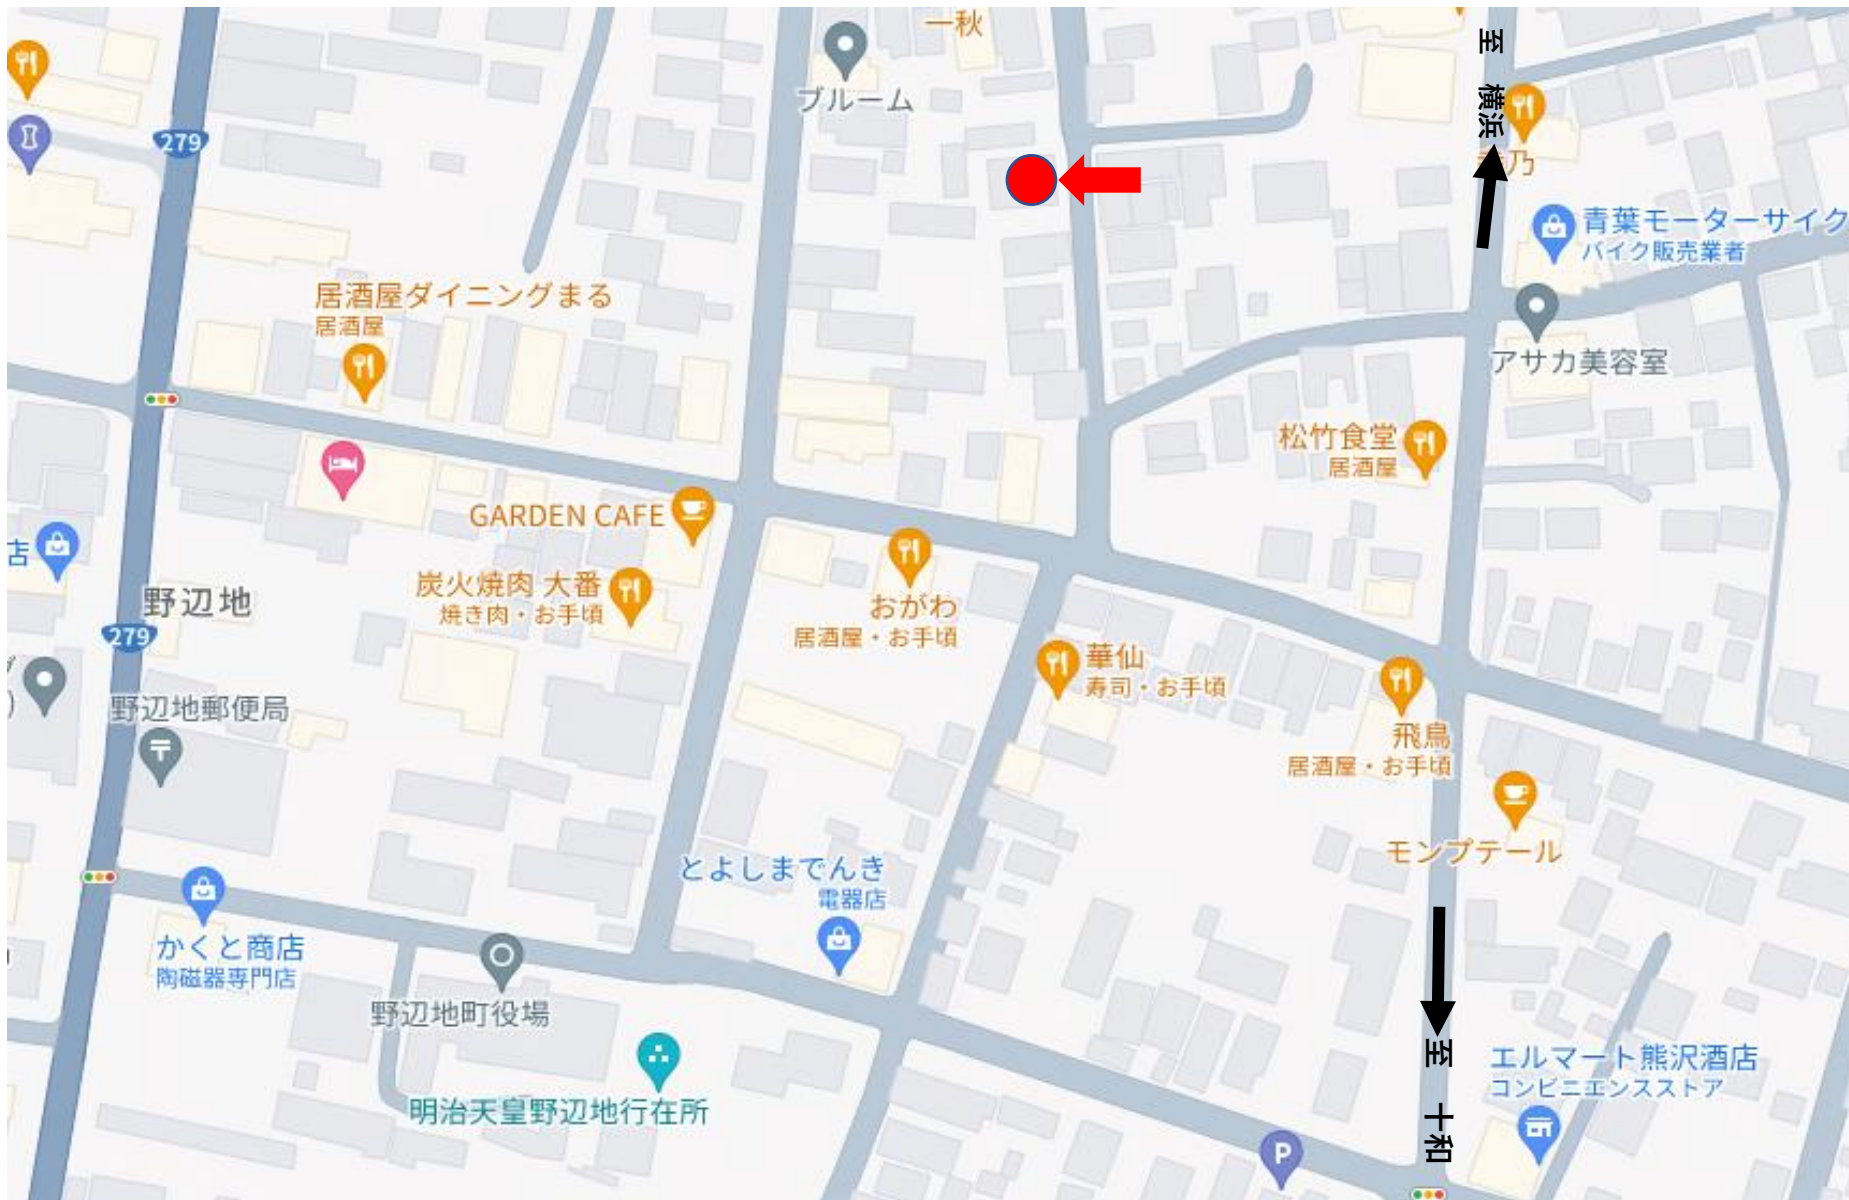 一秋
ブルーム
至 横浜
乃
279
青葉モーターサイク
バイク販売業者
居酒屋ダイニングまる
居酒屋
アサカ美容室
松竹食堂
居酒屋
GARDEN CAFE
店
炭火焼肉 大番
焼き肉・お手頃
野辺地
おがわ
居酒屋・お手頃
279
華仙
寿司・お手頃
野辺地郵便局
飛鳥
居酒屋・お手頃
モンプテール
とよしまでんき
電器店
かくと商店
陶磁器専門店
野辺地町役場
至 十和
エルマート熊沢酒店
コンビニエンスストア
明治天皇野辺地行在所
P